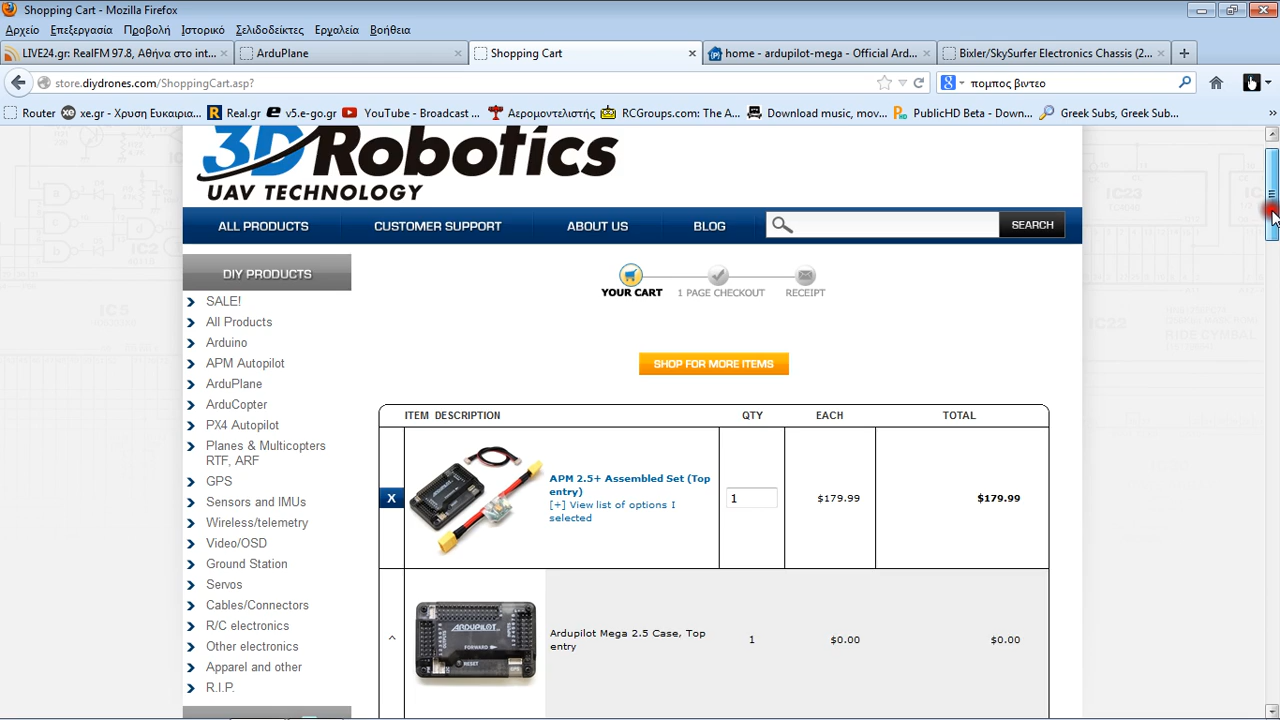 Shopping Cart - Mozilla Firefox
Αρχείο Επεξεργασία Προβολή Ιστορικό Σελιδοδείκτες Εργαλεία Βοήθεια
LIVE24.gr: RealFM 97.8, Αθήνα στο int... ArduPlane Shopping Cart home - ardupilot-mega - Official Ard... Bixler/SkySurfer Electronics Chassis (2...
store.diydrones.com/ShoppingCart.asp? πομπος βιντεο
Router xe.gr - Χρυση Ευκαιρια... Real.gr v5.e-go.gr YouTube - Broadcast ... Αερομοντελιστής RCGroups.com: The A... Download music, mov... PublicHD Beta - Down... Greek Subs, Greek Sub...
3DRobotics
UAV TECHNOLOGY
ALL PRODUCTS CUSTOMER SUPPORT ABOUT US BLOG SEARCH
DIY PRODUCTS
SALE!
All Products
Arduino
APM Autopilot
ArduPlane
ArduCopter
PX4 Autopilot
Planes & Multicopters
RTF, ARF
GPS
Sensors and IMUs
Wireless/telemetry
Video/OSD
Ground Station
Servos
Cables/Connectors
R/C electronics
Other electronics
Apparel and other
R.I.P.
YOUR CART 1 PAGE CHECKOUT RECEIPT
SHOP FOR MORE ITEMS
ITEM DESCRIPTION QTY EACH TOTAL
X APM 2.5+ Assembled Set (Top
entry)
[+] View list of options I
selected
1 $179.99 $179.99
ARDUPILOT
FORWARD
RESET
GPS
Ardupilot Mega 2.5 Case, Top
entry
1 $0.00 $0.00